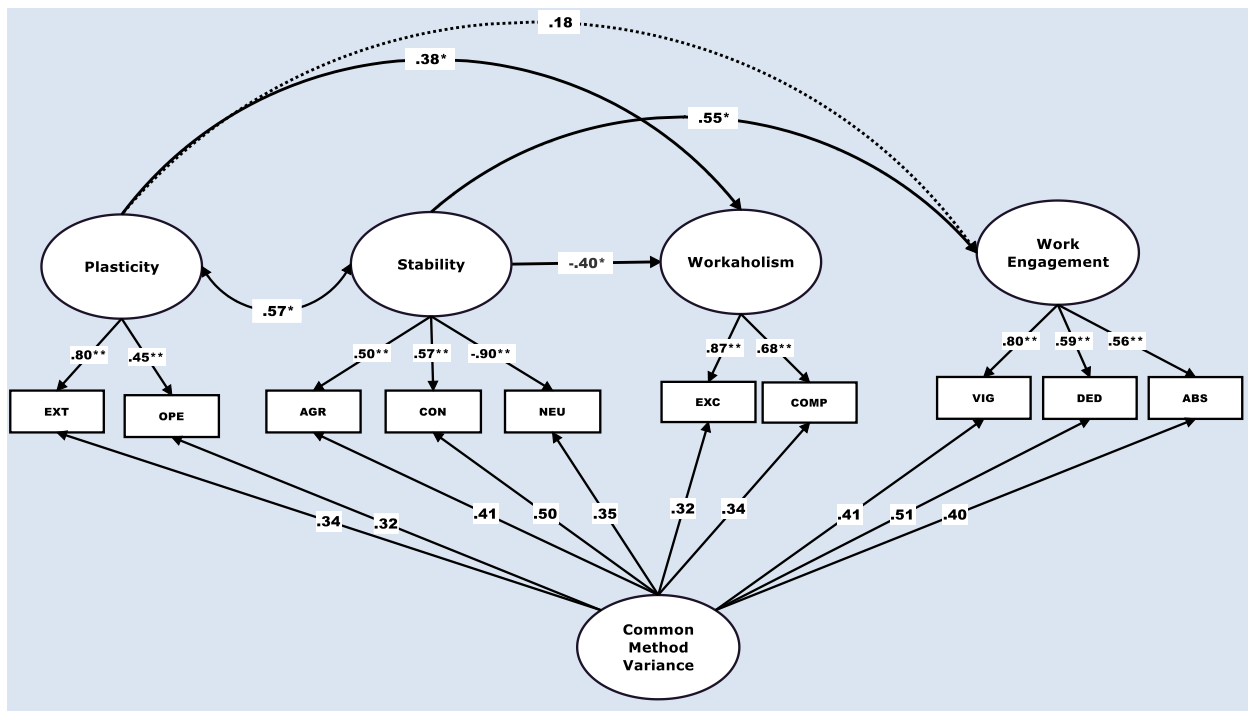 .18
.38*
.55*
Plasticity
Stability
Workaholism
Work
Engagement
-.40*
.57*
.80**
.45**
.50**
.57**
-.90**
.87**
.68**
.80**
.59**
.56**
EXT
OPE
AGR
CON
NEU
EXC
COMP
VIG
DED
ABS
.34
.32
.41
.50
.35
.32
.34
.41
.51
.40
Common
Method
Variance